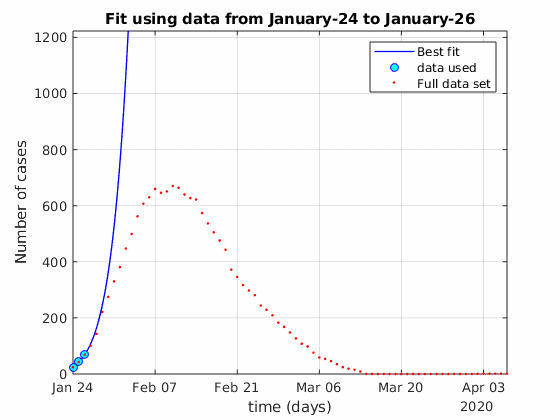 Fit using data from January-24 to January-26
Best fit
data used
Full data set
1200
1000
800
600
400
200
0
Number of cases
Jan 24 Feb 07 Feb 21 Mar 06 Mar 20 Apr 03
2020
time (days)